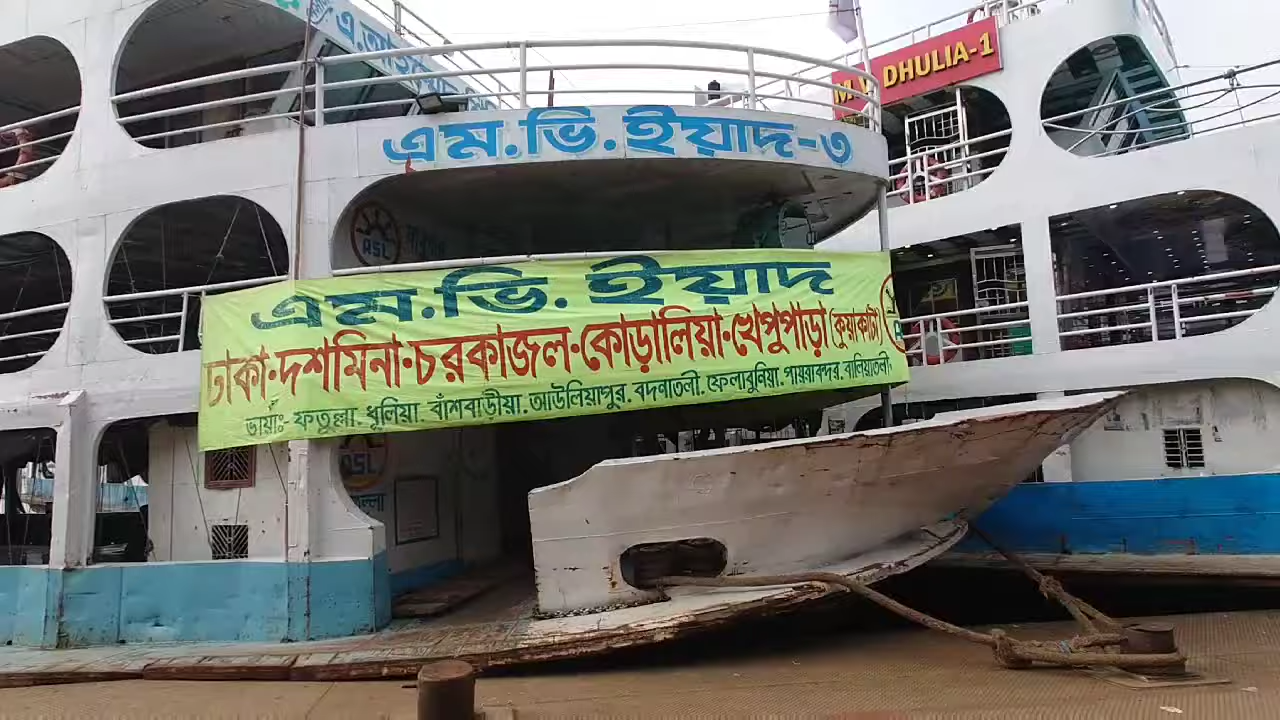 এম.ভি.ইয়াদ-৩
M.V. DHULIA-1
ASL
এম.ভি. ইয়াদ
ঢাকা-দশমিনা-চরকাজল-কোড়ালিয়া-খেপুপাড়া (কুয়াকাটা)
ভায়াঃ- ফতুল্লা. ধুলিয়া. বাঁশবাড়ীয়া. আউলিয়াপুর. বদনাতলী. ফেলাবুনিয়া. পায়রাবন্দর. বালিয়াতলী.
ASL